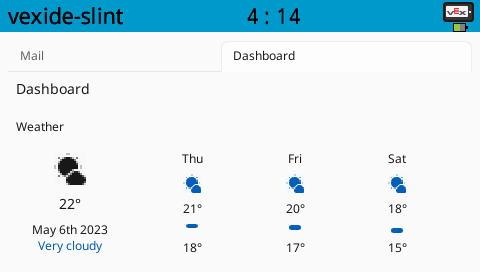 vexide-slint 4 : 14 VEX
Mail Dashboard
Dashboard
Weather
Thu Fri Sat
22° 21° 20° 18°
May 6th 2023
Very cloudy
18° 17° 15°